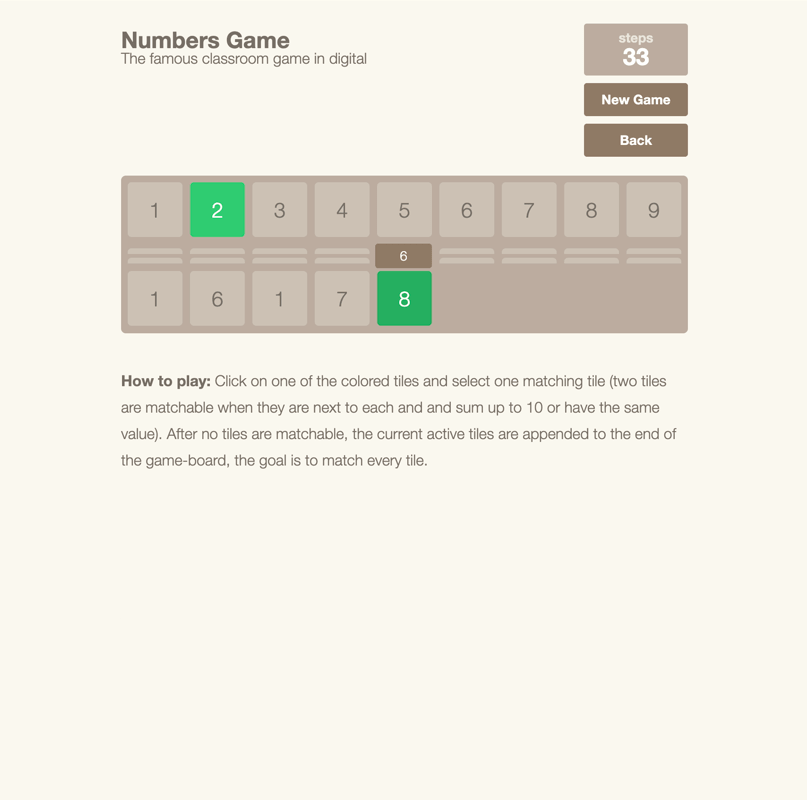 Numbers Game
The famous classroom game in digital
steps
33
New Game
Back
1 2 3 4 5 6 7 8 9
6
1 6 1 7 8
How to play: Click on one of the colored tiles and select one matching tile (two tiles
are matchable when they are next to each and and sum up to 10 or have the same
value). After no tiles are matchable, the current active tiles are appended to the end of
the game-board, the goal is to match every tile.